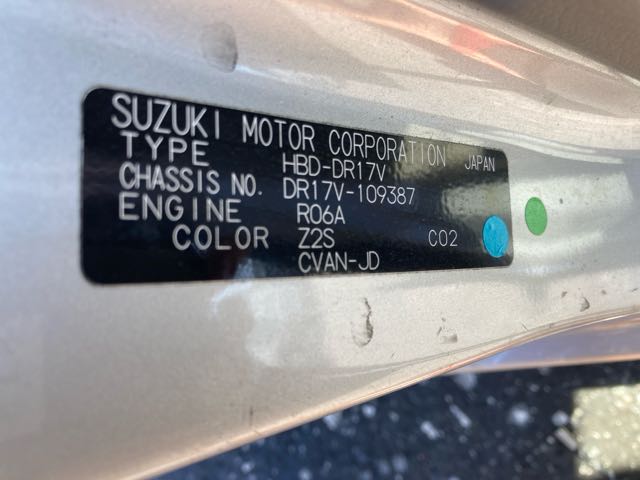 SUZUKI MOTOR CORPORATION JAPAN
TYPE HBD-DR17V
CHASSIS NO. DR17V-109387
ENGINE R06A
COLOR Z2S C02
CVAN-JD